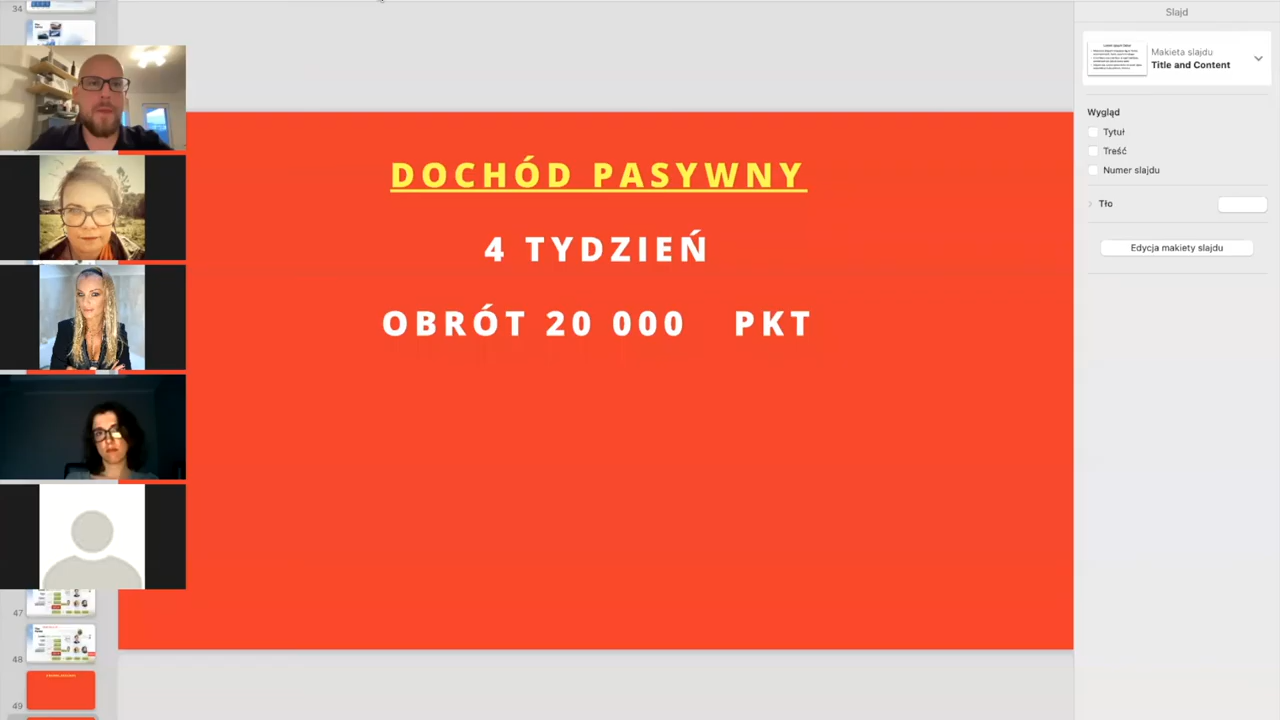 34
Slajd
Makieta slajdu
Title and Content
Wygląd
Tytuł
Treść
Numer slajdu
Tło
Edycja makiety slajdu
DOCHÓD PASYWNY
4 TYDZIEŃ
OBRÓT 20 000 PKT
47
48
49